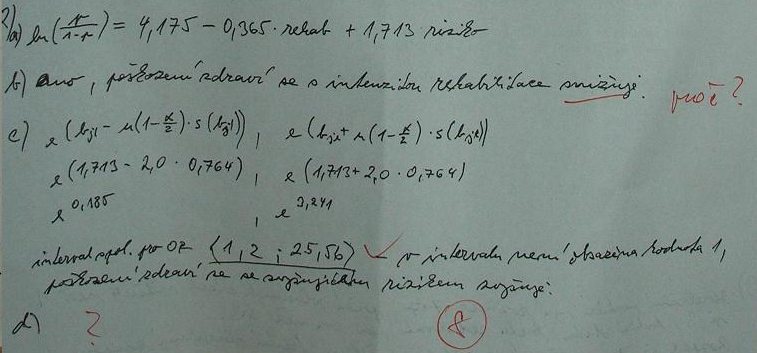 2/a) ln(p/1-p) = 4,175 - 0,365 · rehab + 1,713 · riziko
b) ano, poškození zdraví se s intenzitou rehabilitace snižuje. proč?
c) e(bj1 - u(1-α/2) · s(bj1)), e(bj1 + u(1-α/2) · s(bj1))
e(1,713 - 2,0 · 0,764), e(1,713 + 2,0 · 0,764)
e 0,185, e 3,241
interval spol. pro OR (1,2 ; 25,56) v intervalu není obsažena hodnota 1,
poškození zdraví se se zvyšujícím rizikem zvyšuje.
d) ? 8